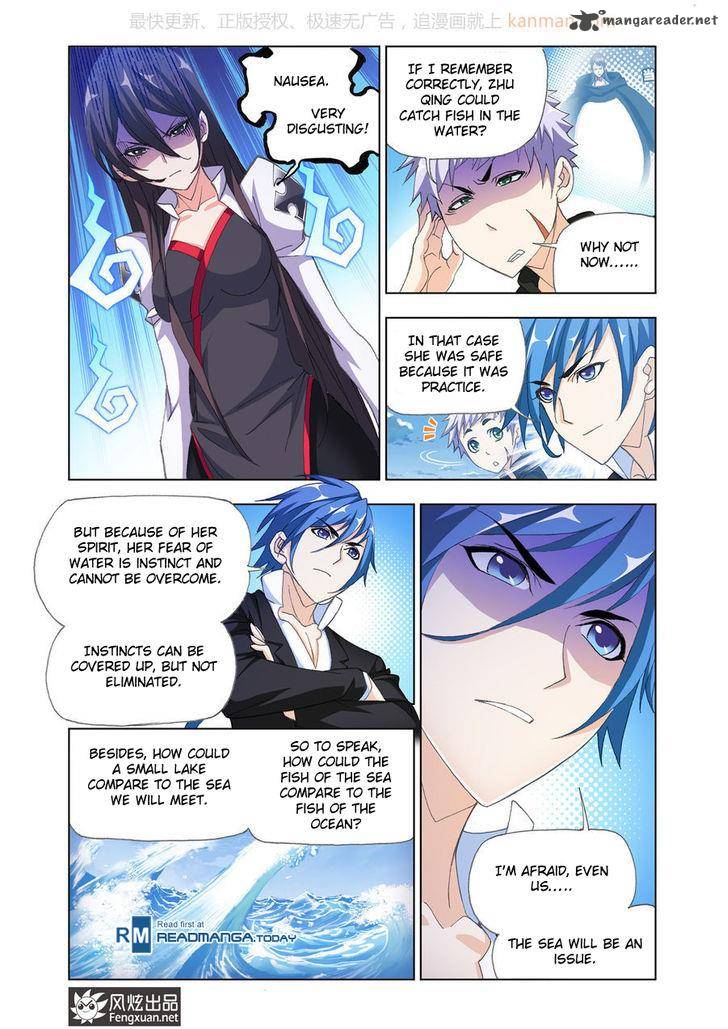 最快更新、正版授权、极速无广告，追漫画就上 kanman.
mangareader.net
NAUSEA.
VERY
DISGUSTING!
IF I REMEMBER
CORRECTLY, ZHU
QING COULD
CATCH FISH IN THE
WATER?
WHY NOT
NOW......
IN THAT CASE
SHE WAS SAFE
BECAUSE IT WAS
PRACTICE.
BUT BECAUSE OF HER
SPIRIT, HER FEAR OF
WATER IS INSTINCT AND
CANNOT BE OVERCOME.
INSTINCTS CAN BE
COVERED UP, BUT NOT
ELIMINATED.
BESIDES, HOW COULD
A SMALL LAKE
COMPARE TO THE SEA
WE WILL MEET.
SO TO SPEAK,
HOW COULD THE
FISH OF THE SEA
COMPARE TO THE
FISH OF THE
OCEAN?
I'M AFRAID, EVEN
US.....
THE SEA WILL BE AN
ISSUE.
RM
Read first at
READMANGA.TODAY
风炫出品
Fengxuan.net